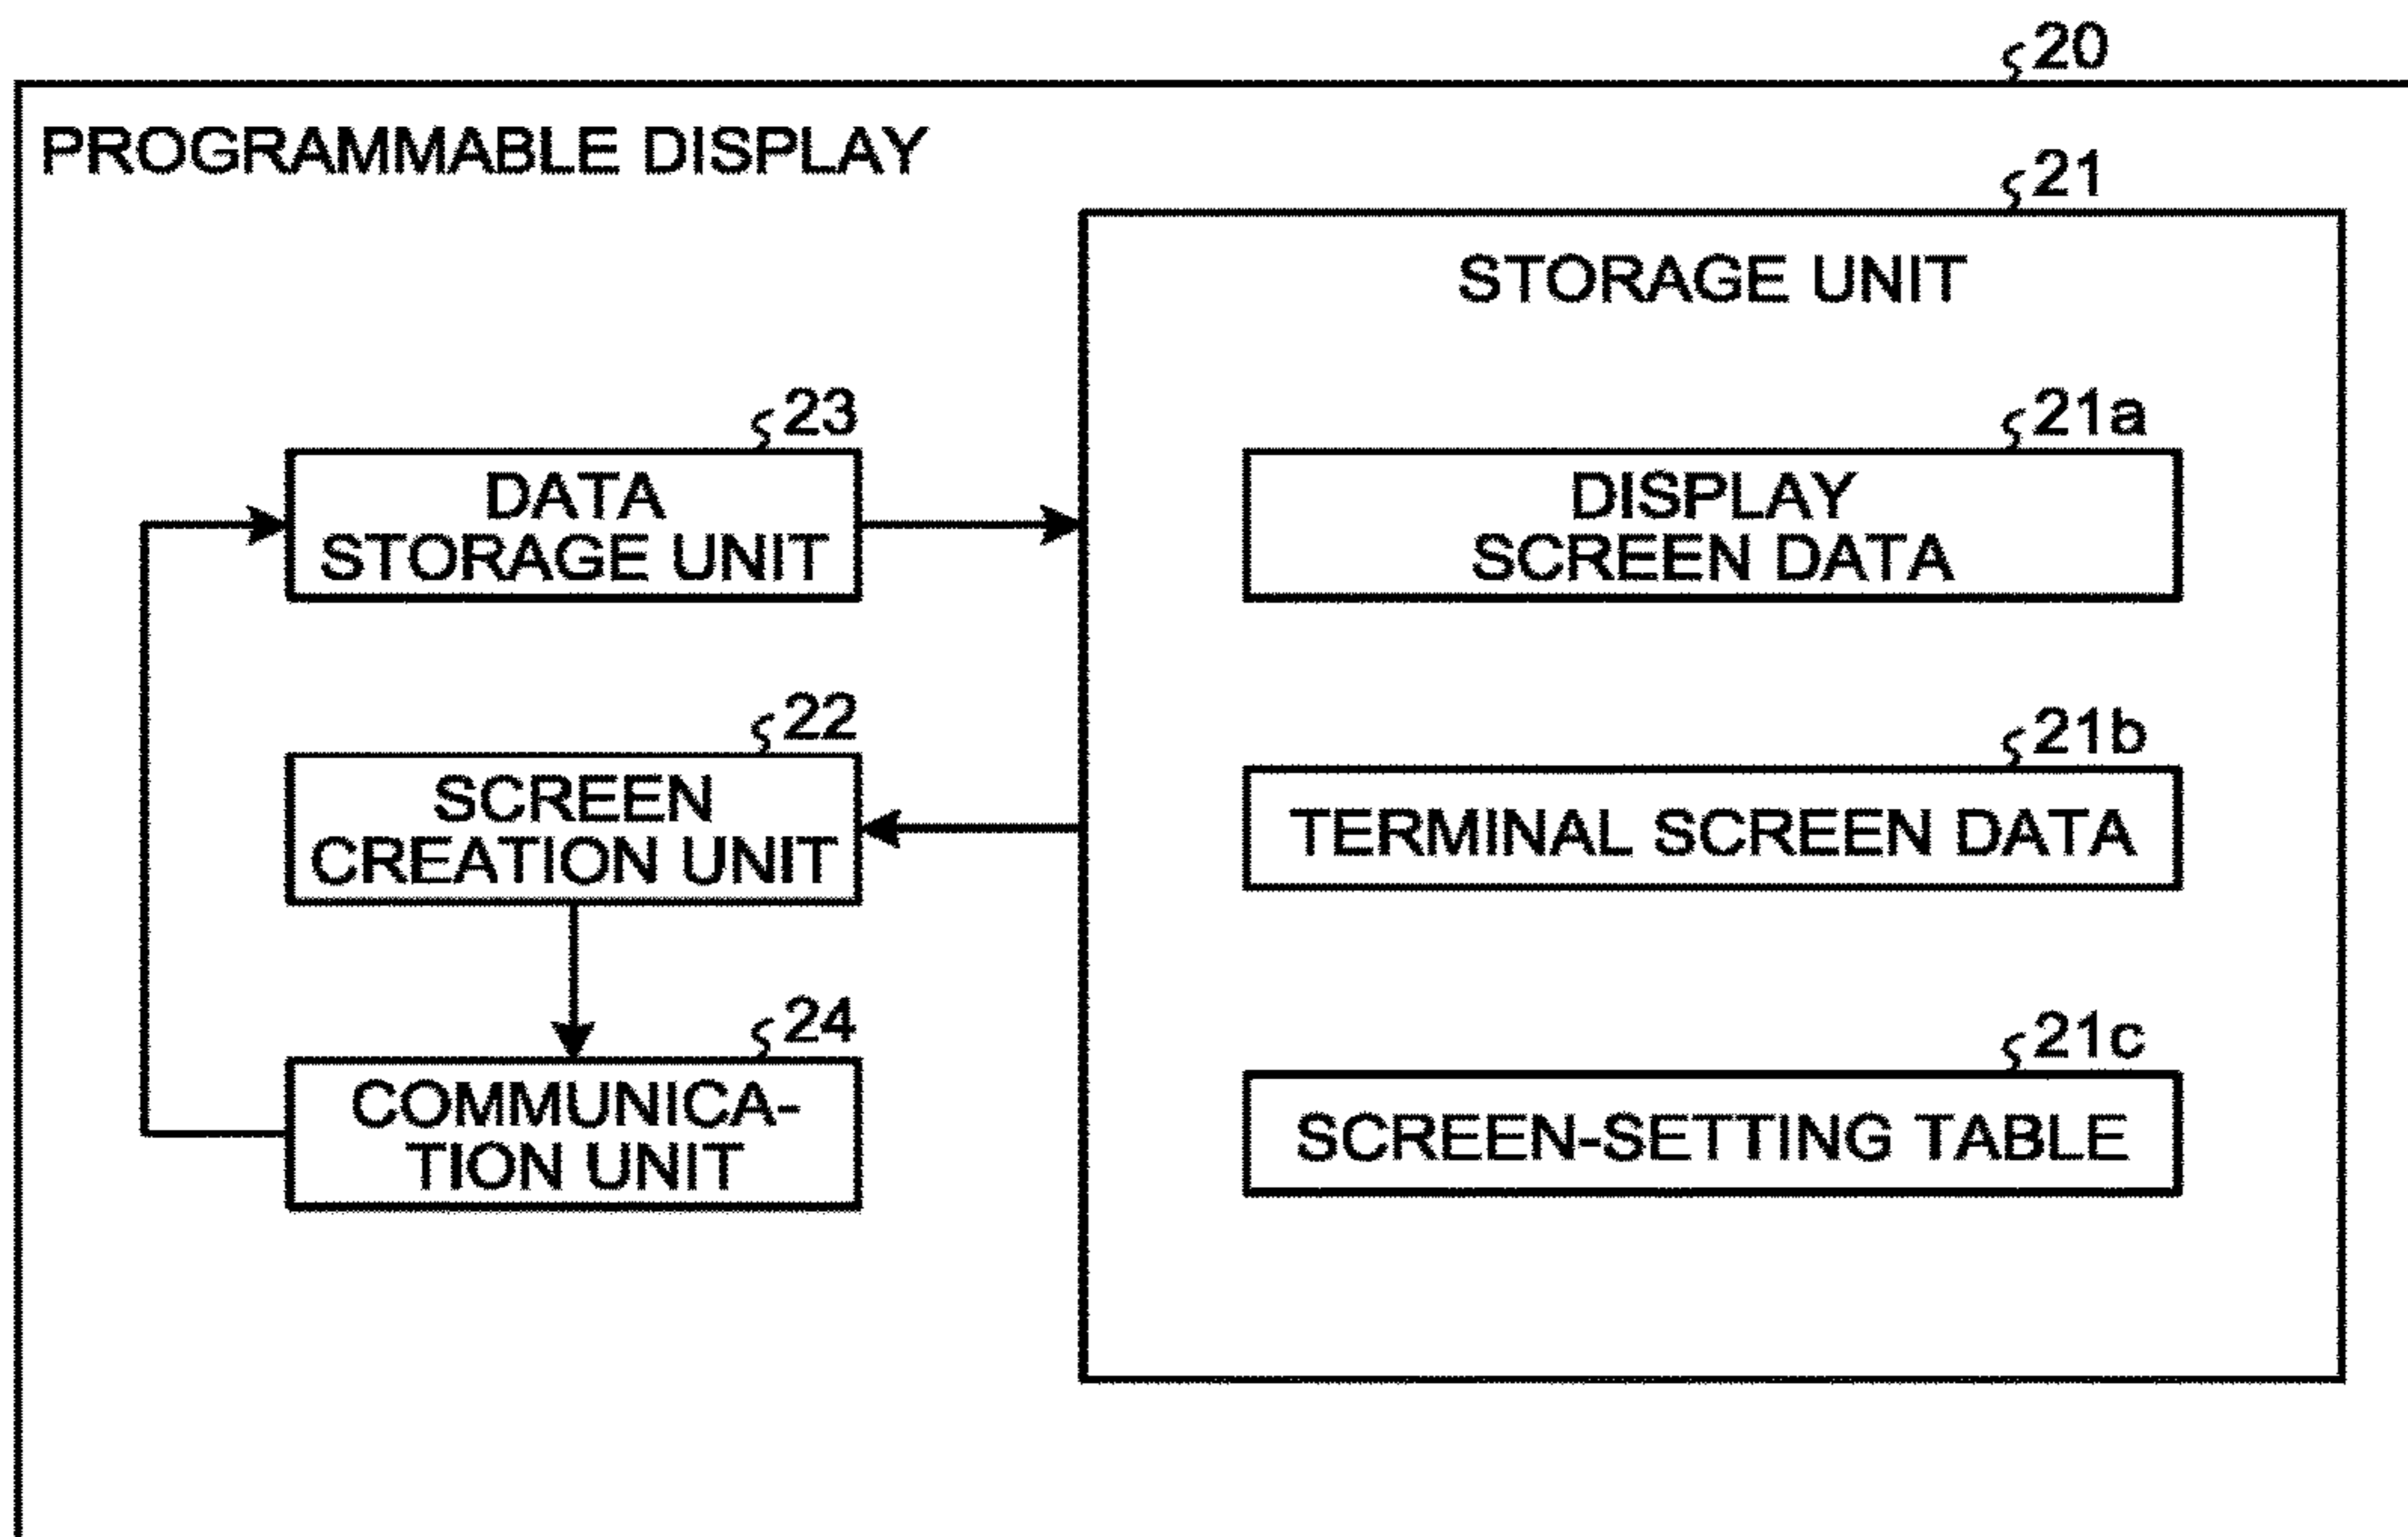 20
PROGRAMMABLE DISPLAY
21
STORAGE UNIT
23
DATA
STORAGE UNIT
21a
DISPLAY
SCREEN DATA
22
SCREEN
CREATION UNIT
21b
TERMINAL SCREEN DATA
24
COMMUNICA-
TION UNIT
21c
SCREEN-SETTING TABLE